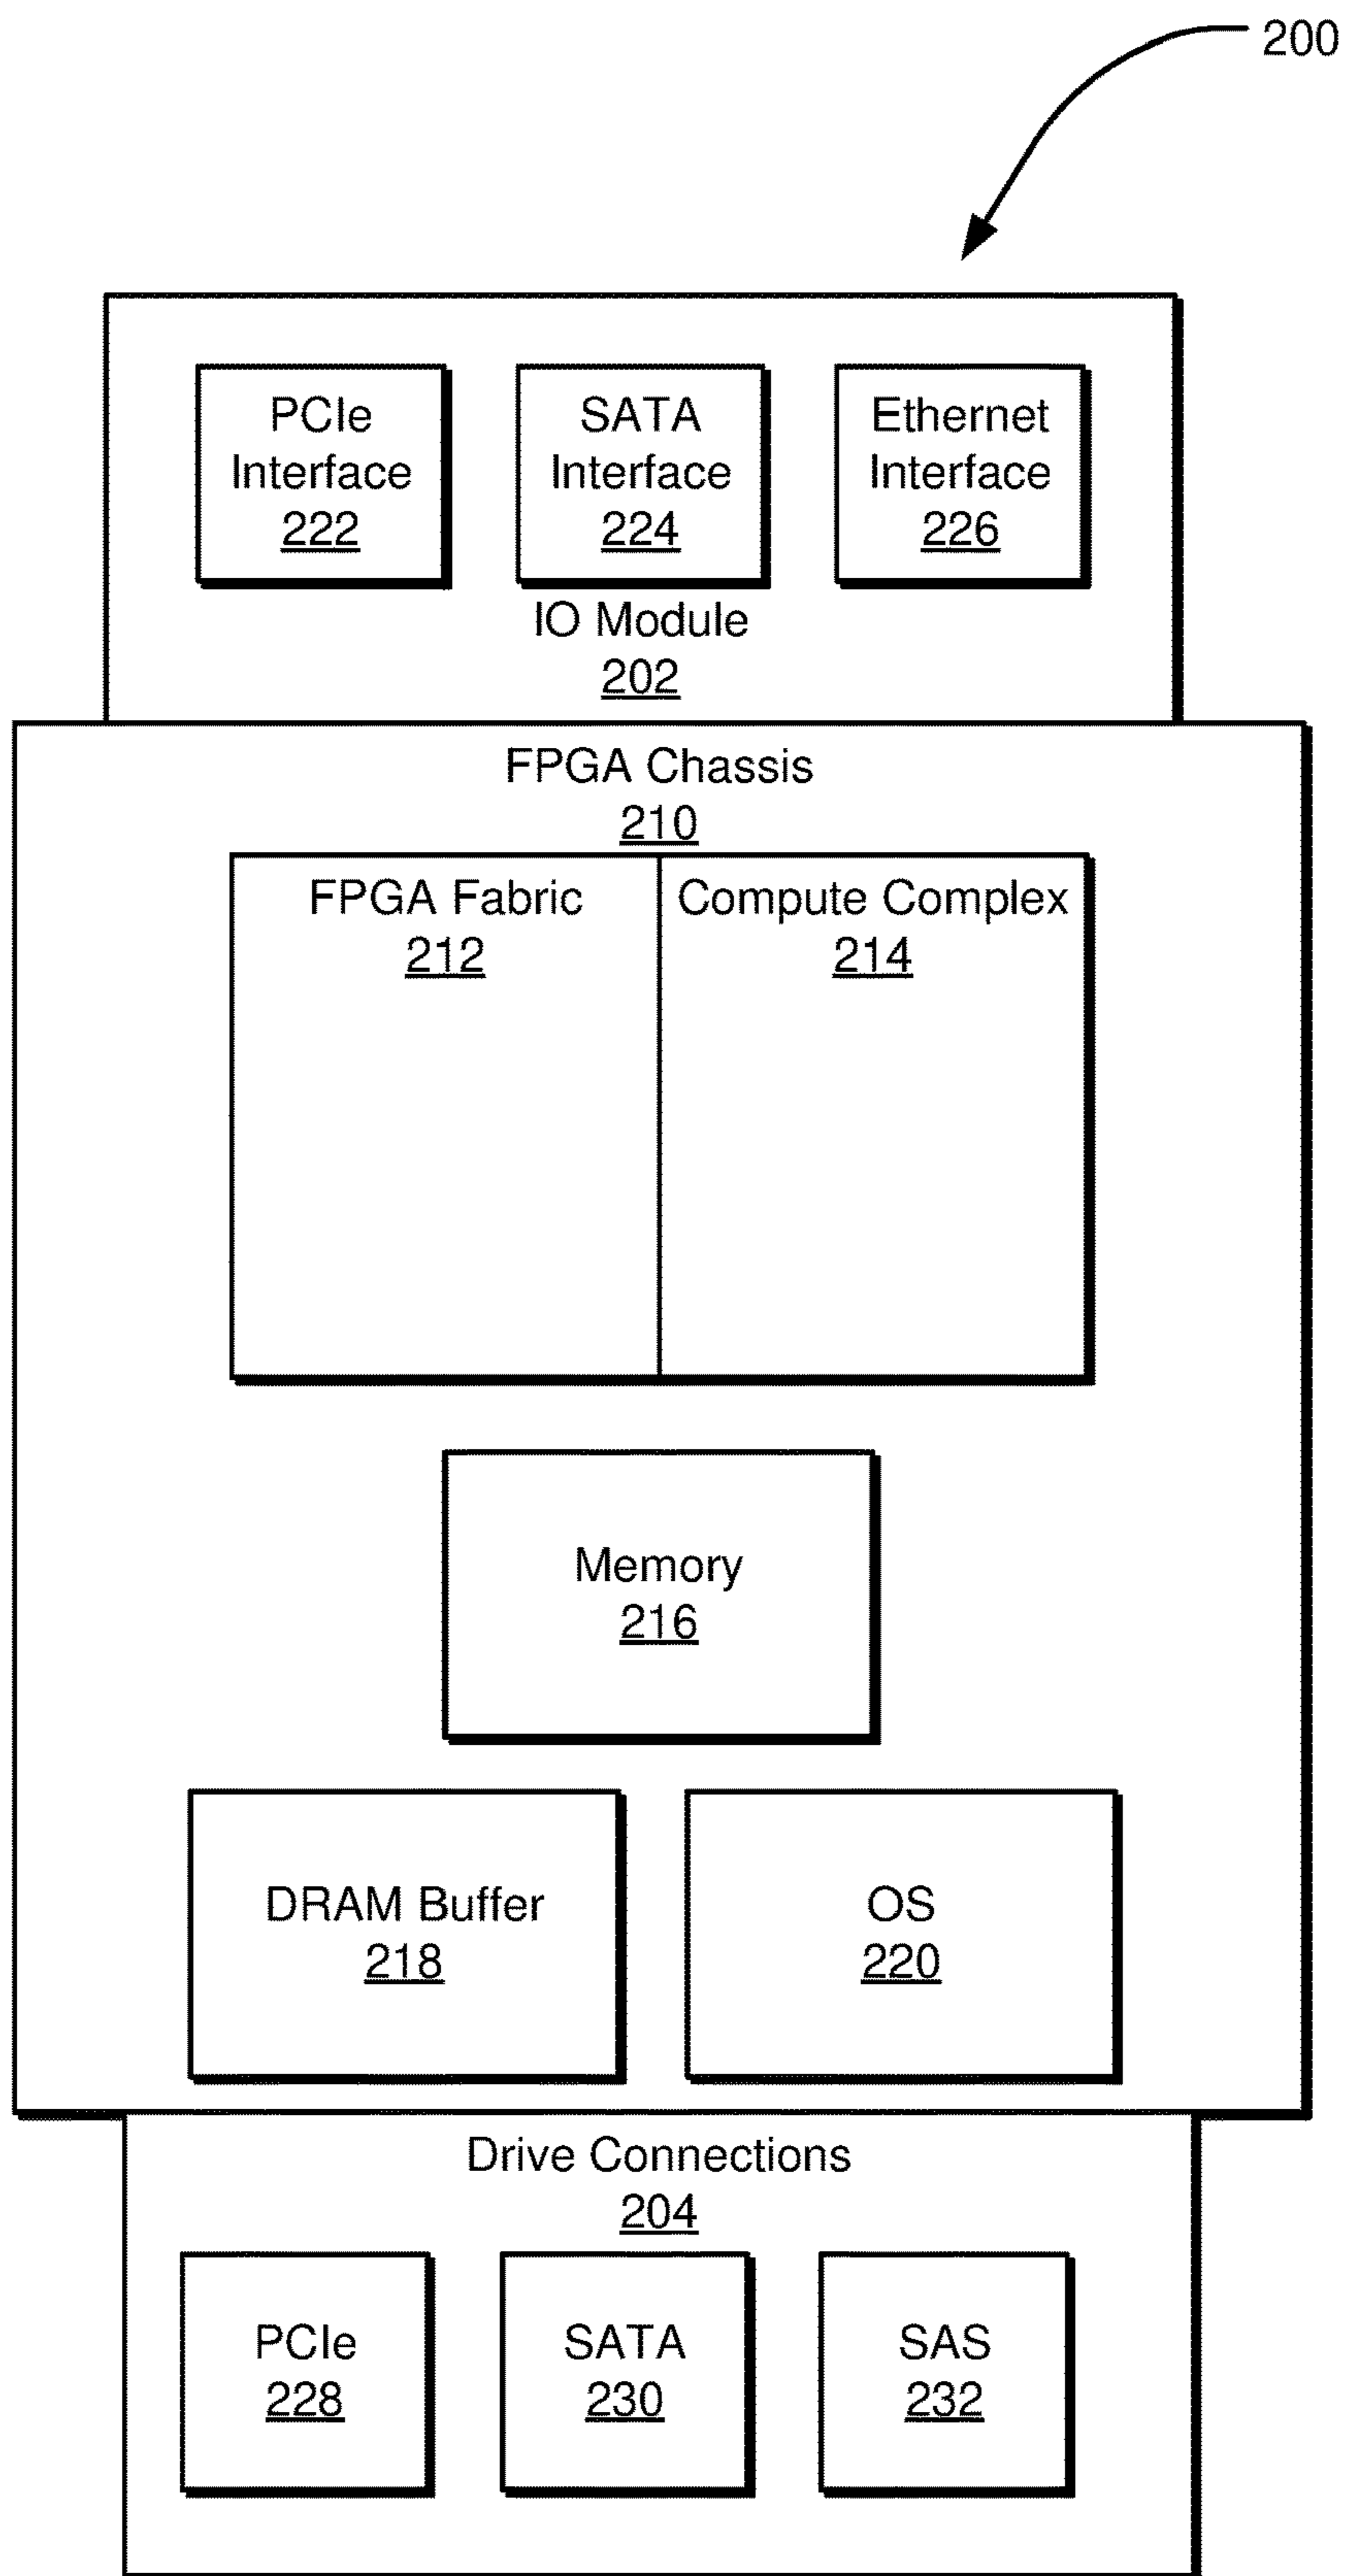 200
PCIe
Interface
222
SATA
Interface
224
Ethernet
Interface
226
IO Module
202
FPGA Chassis
210
FPGA Fabric
212
Compute Complex
214
Memory
216
DRAM Buffer
218
OS
220
Drive Connections
204
PCIe
228
SATA
230
SAS
232